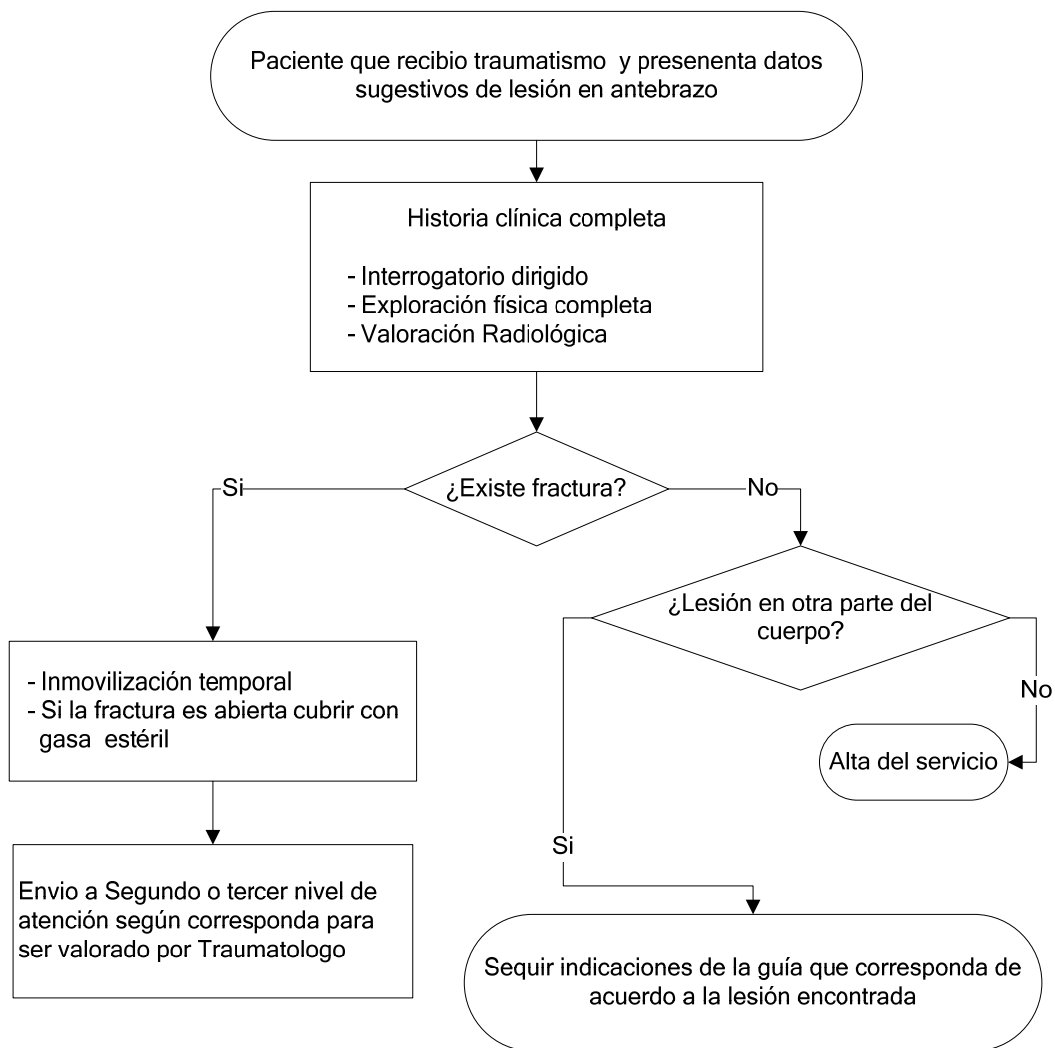 Paciente que recibio traumatismo y presenenta datos
sugestivos de lesión en antebrazo
Historia clínica completa
- Interrogatorio dirigido
- Exploración física completa
- Valoración Radiológica
¿Existe fractura?
Si
No
¿Lesión en otra parte del
cuerpo?
- Inmovilización temporal
- Si la fractura es abierta cubrir con
gasa estéril
No
Alta del servicio
Si
Envio a Segundo o tercer nivel de
atención según corresponda para
ser valorado por Traumatologo
Sequir indicaciones de la guía que corresponda de
acuerdo a la lesión encontrada